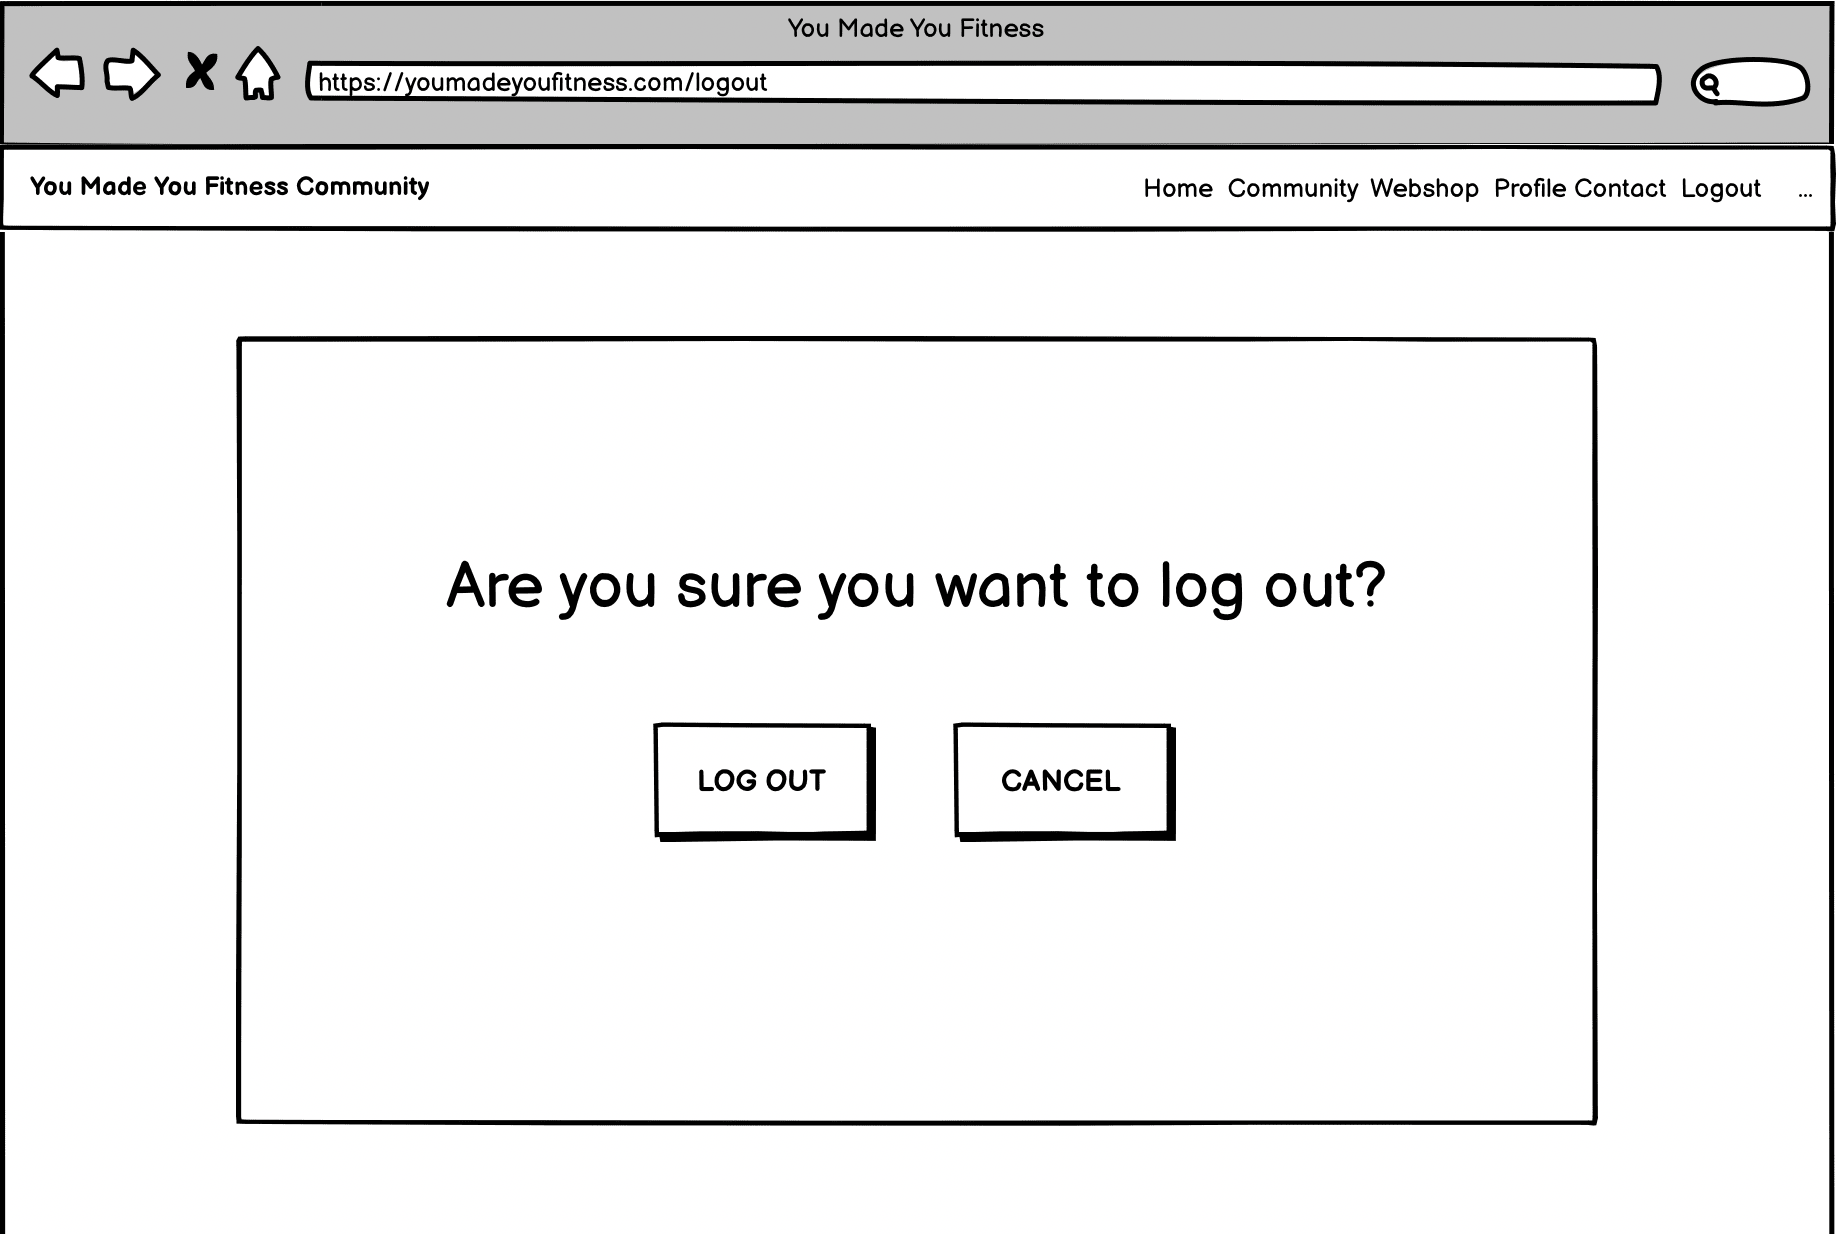 You Made You Fitness
https://youmadeyoufitness.com/logout
You Made You Fitness Community
Home Community Webshop Profile Contact Logout ...
Are you sure you want to log out?
LOG OUT CANCEL